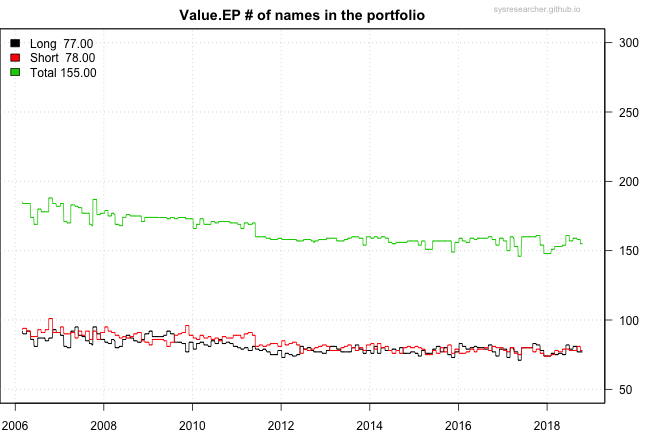 Value.EP # of names in the portfolio
sysresearcher.github.io
Long 77.00
Short 78.00
Total 155.00
300
250
200
150
100
50
2006 2008 2010 2012 2014 2016 2018